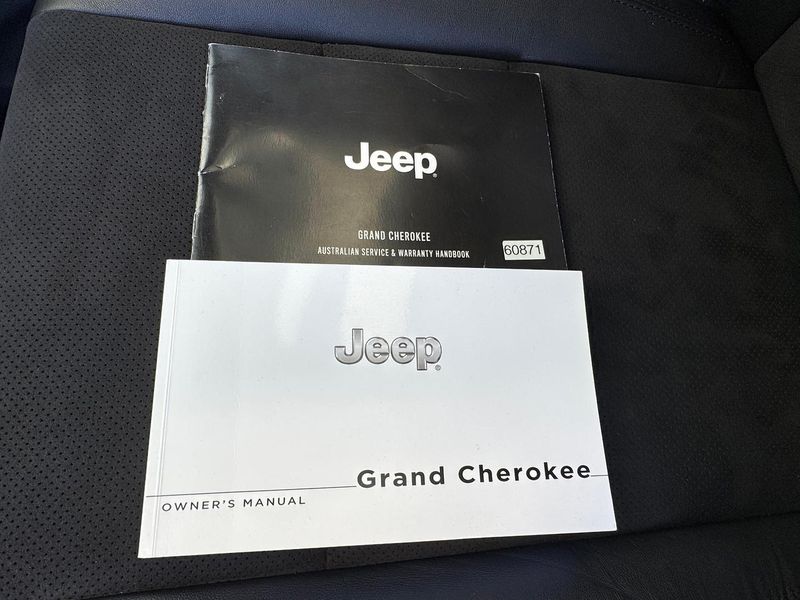 Jeep
GRAND CHEROKEE
AUSTRALIAN SERVICE & WARRANTY HANDBOOK
60871
Jeep
Grand Cherokee
OWNER'S MANUAL